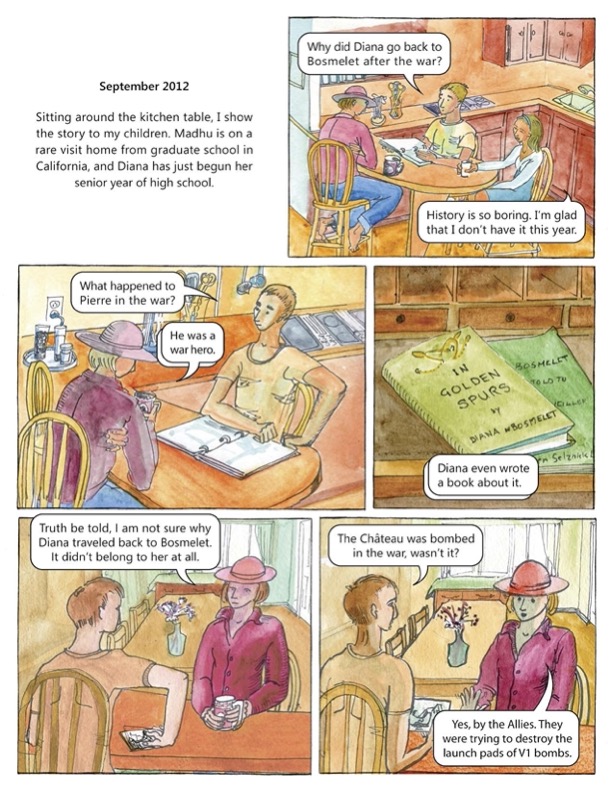 September 2012
Sitting around the kitchen table, I show
the story to my children. Madhu is on a
rare visit home from graduate school in
California, and Diana has just begun her
senior year of high school.
Why did Diana go back to
Bosmelet after the war?
History is so boring. I'm glad
that I don't have it this year.
What happened to
Pierre in the war?
He was a
war hero.
IN
GOLDEN
SPURS
BY
DIANA
BOSMELET
BOSMELET
TOLD TO
Selznick
Diana even wrote
a book about it.
Truth be told, I am not sure why
Diana traveled back to Bosmelet.
It didn't belong to her at all.
The Château was bombed
in the war, wasn't it?
Yes, by the Allies. They
were trying to destroy the
launch pads of V1 bombs.